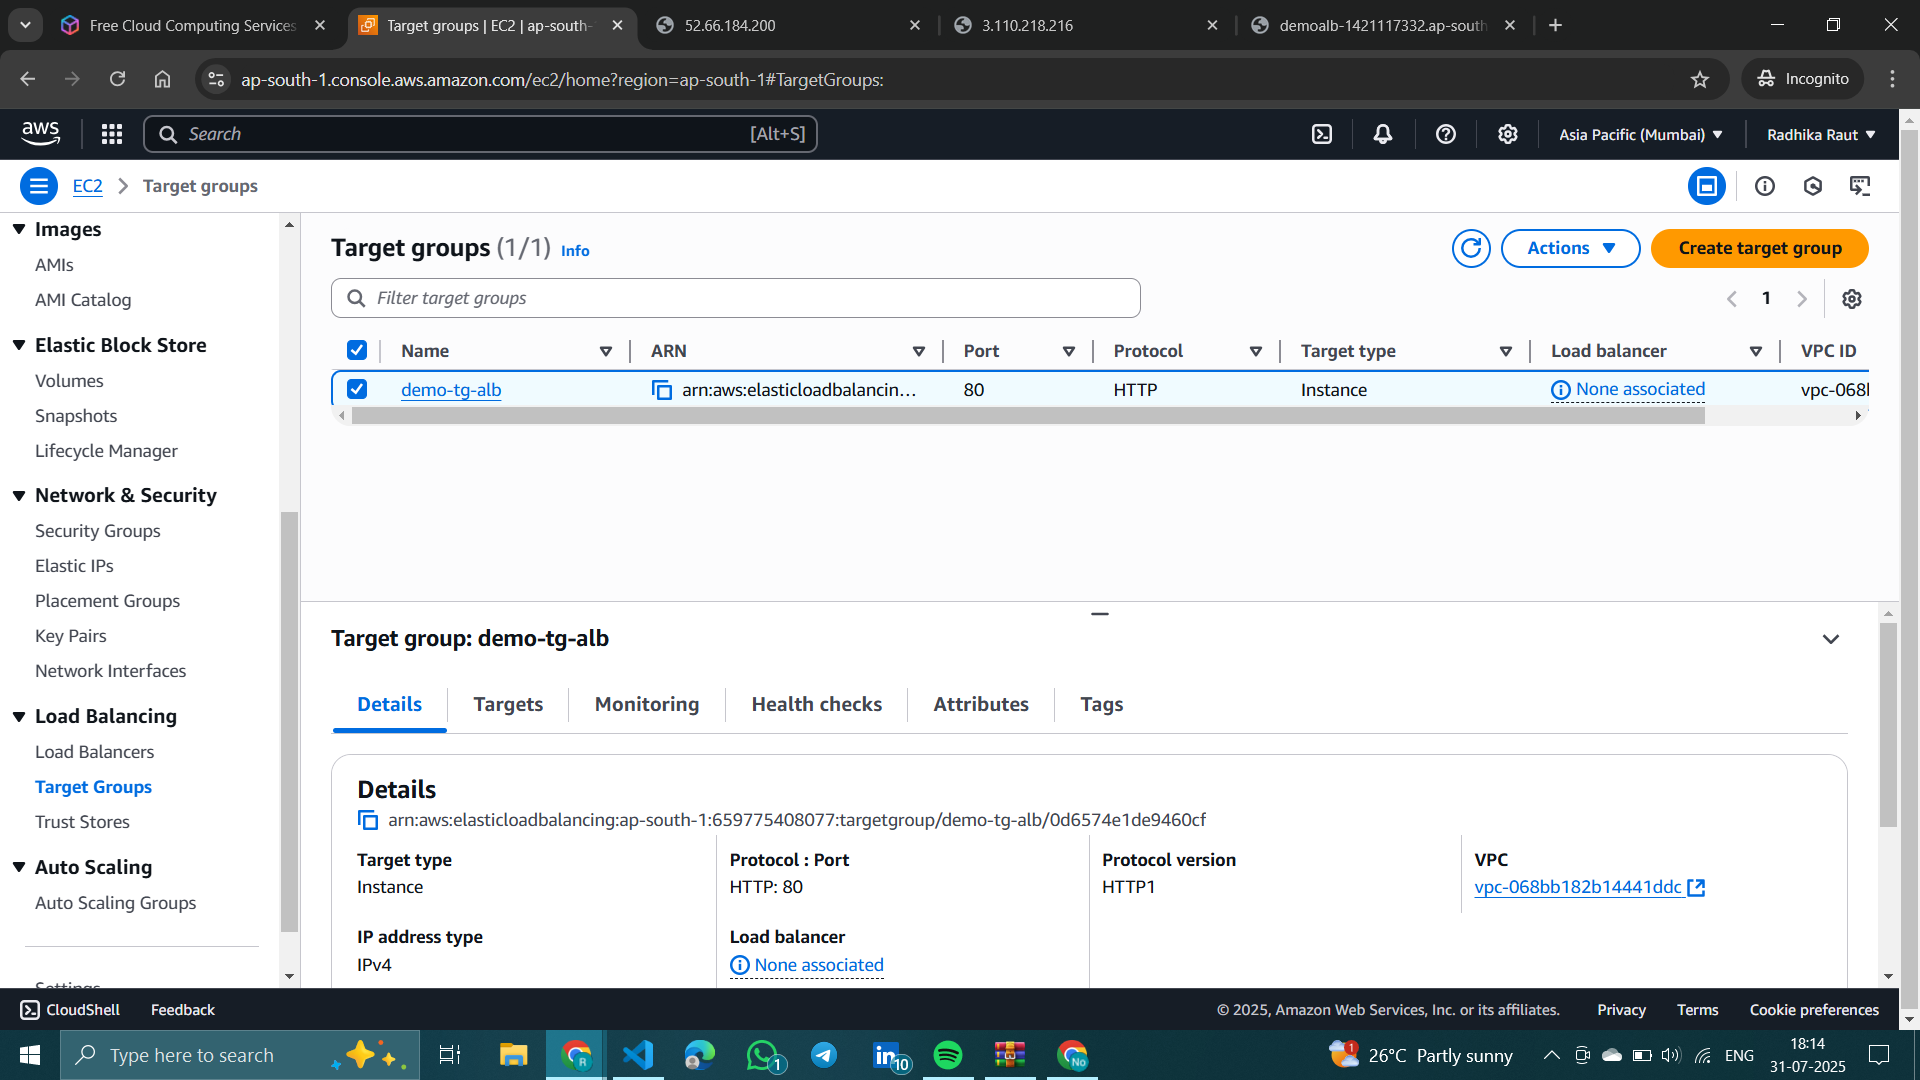 Free Cloud Computing Services
Target groups | EC2 | ap-south-
52.66.184.200
3.110.218.216
demoalb-1421117332.ap-south
ap-south-1.console.aws.amazon.com/ec2/home?region=ap-south-1#TargetGroups:
Incognito
aws
Search
[Alt+S]
Asia Pacific (Mumbai)
Radhika Raut
EC2
Target groups
Images
AMIs
AMI Catalog
Elastic Block Store
Volumes
Snapshots
Lifecycle Manager
Network & Security
Security Groups
Elastic IPs
Placement Groups
Key Pairs
Network Interfaces
Load Balancing
Load Balancers
Target Groups
Trust Stores
Auto Scaling
Auto Scaling Groups
Settings
Target groups (1/1) Info
Actions
Create target group
Filter target groups
1
Name ARN Port Protocol Target type Load balancer VPC ID
demo-tg-alb arn:aws:elasticloadbalancin... 80 HTTP Instance None associated vpc-068
Target group: demo-tg-alb
Details Targets Monitoring Health checks Attributes Tags
Details
arn:aws:elasticloadbalancing:ap-south-1:659775408077:targetgroup/demo-tg-alb/0d6574e1de9460cf
Target type
Instance
Protocol : Port
HTTP: 80
Protocol version
HTTP1
VPC
vpc-068bb182b14441ddc
IP address type
IPv4
Load balancer
None associated
CloudShell
Feedback
© 2025, Amazon Web Services, Inc. or its affiliates.
Privacy
Terms
Cookie preferences
Type here to search
R
1
in
10
No
1
26°C Partly sunny
ENG
18:14
31-07-2025